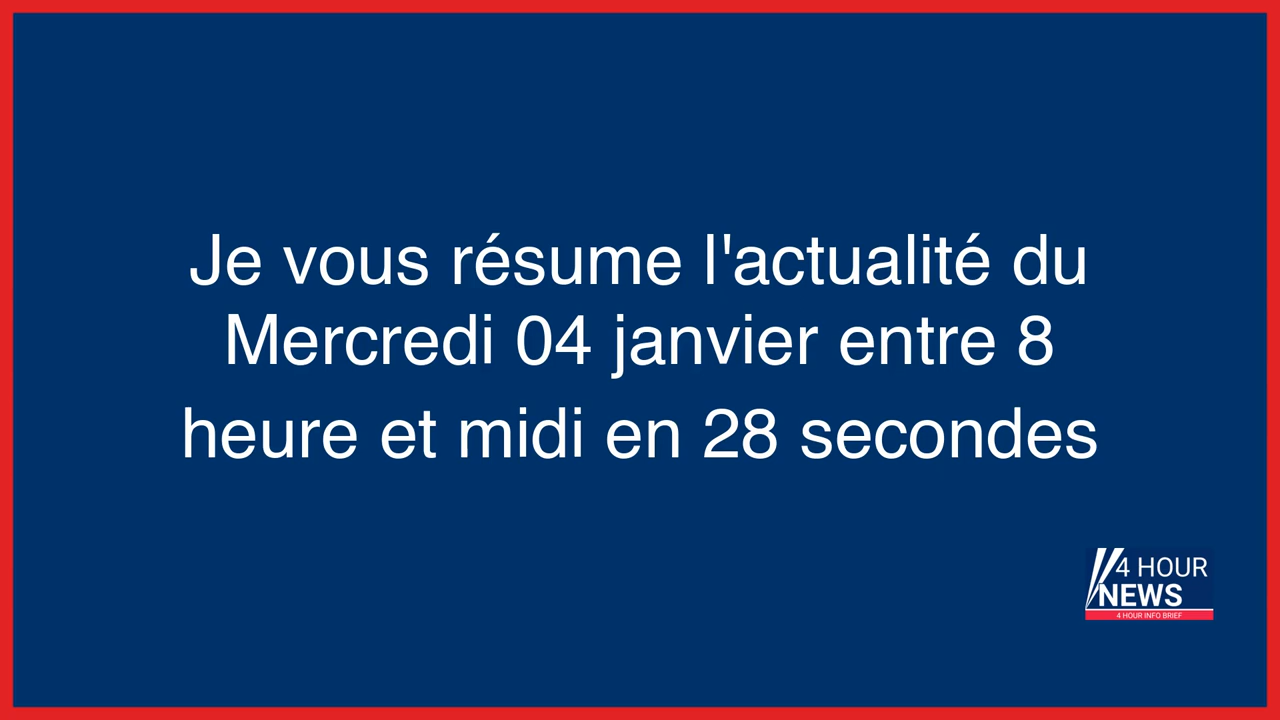 Je vous résume l'actualité du
Mercredi 04 janvier entre 8
heure et midi en 28 secondes
4 HOUR
NEWS
4 HOUR INFO BRIEF